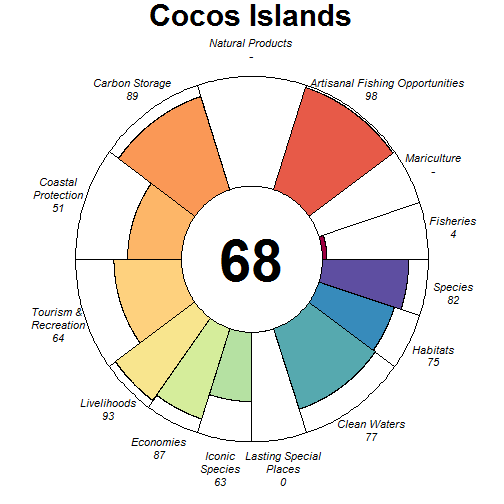 Cocos Islands
Natural Products
-
Carbon Storage
89
Artisanal Fishing Opportunities
98
Mariculture
-
Coastal
Protection
51
Fisheries
4
68
Species
82
Tourism &
Recreation
64
Habitats
75
Livelihoods
93
Clean Waters
77
Economies
87
Iconic
Species
63
Lasting Special
Places
0